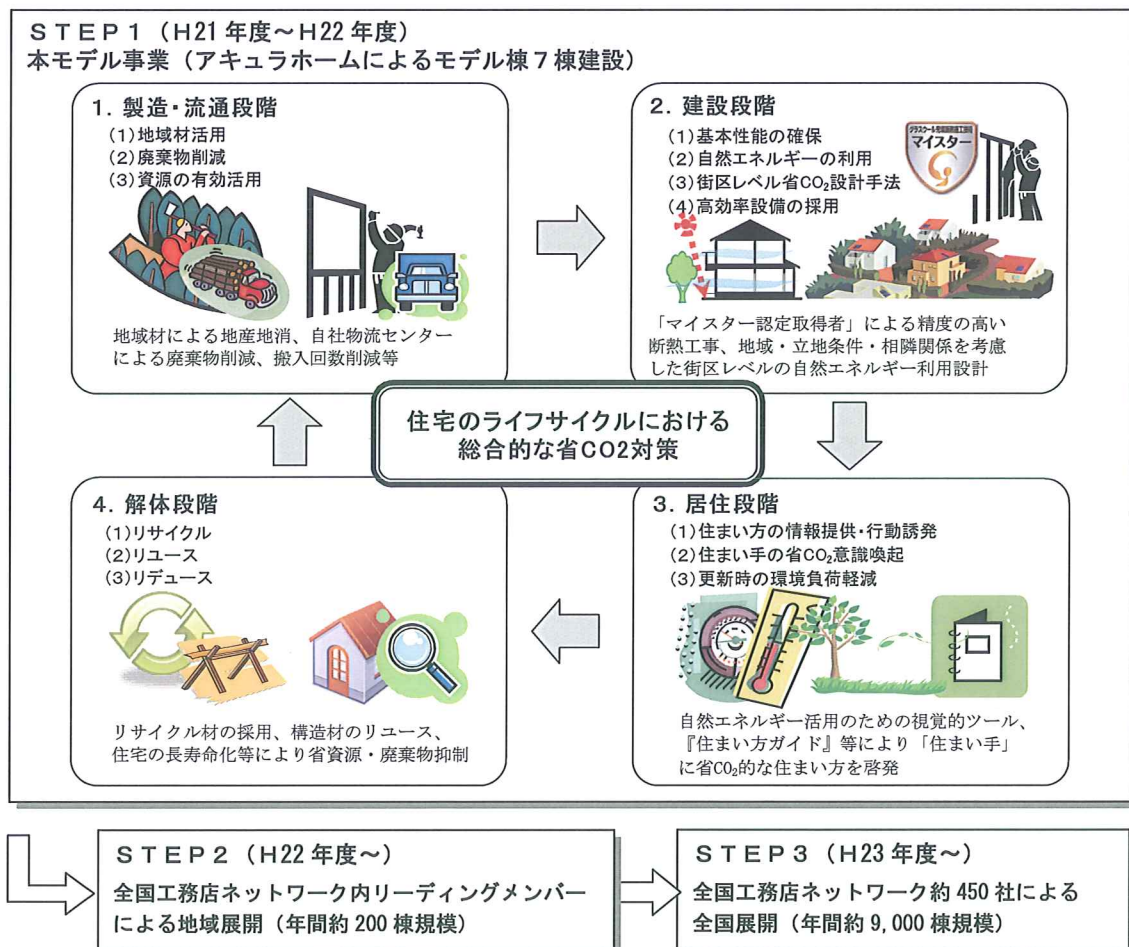 STEP1（H21年度～H22年度）
本モデル事業（アキュラホームによるモデル棟7棟建設）
1. 製造・流通段階
(1)地域材活用
(2)廃棄物削減
(3)資源の有効活用
地域材による地産地消、自社物流センター
による廃棄物削減、搬入回数削減等
2. 建設段階
(1)基本性能の確保
(2)自然エネルギーの利用
(3)街区レベル省CO₂設計手法
(4)高効率設備の採用
マイスター
「マイスター認定取得者」による精度の高い
断熱工事、地域・立地条件・相隣関係を考慮
した街区レベルの自然エネルギー利用設計
住宅のライフサイクルにおける
総合的な省CO2対策
4. 解体段階
(1)リサイクル
(2)リユース
(3)リデュース
リサイクル材の採用、構造材のリユース、
住宅の長寿命化等により省資源・廃棄物抑制
3. 居住段階
(1)住まい方の情報提供・行動誘発
(2)住まい手の省CO₂意識喚起
(3)更新時の環境負荷軽減
自然エネルギー活用のための視覚的ツール、
『住まい方ガイド』等により「住まい手」
に省CO₂的な住まい方を啓発
STEP2（H22年度～）
全国工務店ネットワーク内リーディングメンバー
による地域展開（年間約200棟規模）
STEP3（H23年度～）
全国工務店ネットワーク約450社による
全国展開（年間約9,000棟規模）